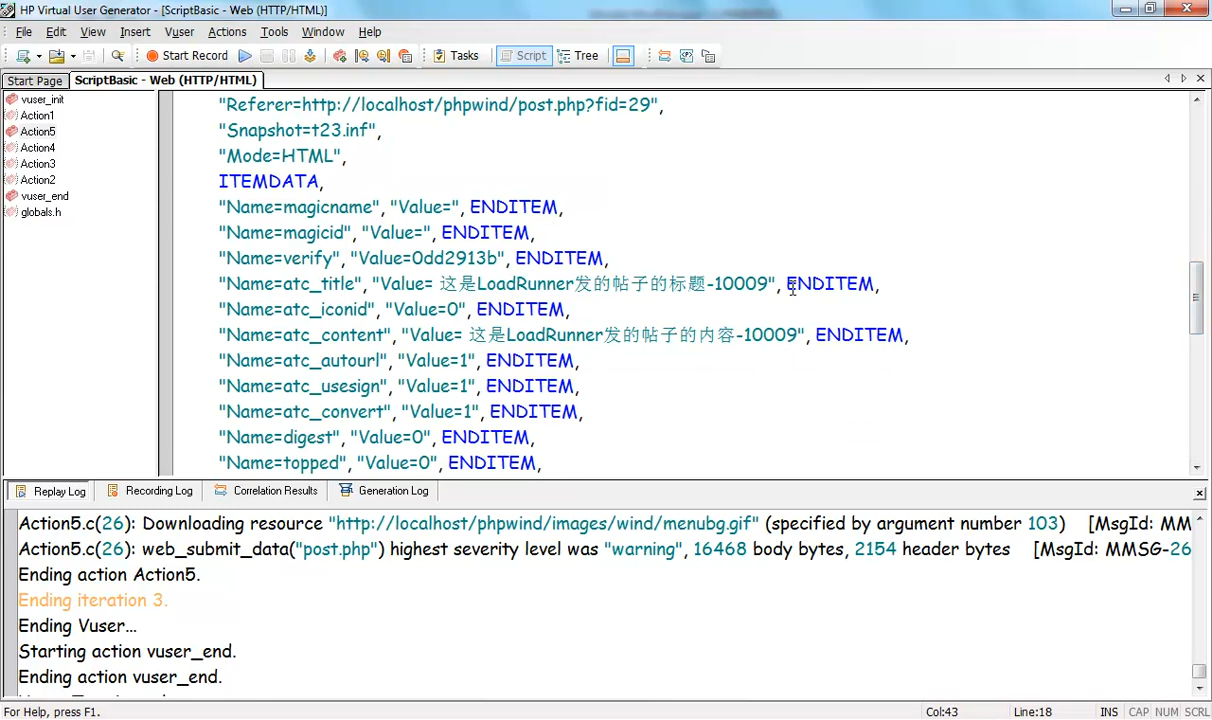 HP Virtual User Generator - [ScriptBasic - Web (HTTP/HTML)]
File Edit View Insert Vuser Actions Tools Window Help
Start Record Tasks Script Tree
Start Page ScriptBasic - Web (HTTP/HTML)
vuser_init
Action1
Action5
Action4
Action3
Action2
vuser_end
globals.h
"Referer=http://localhost/phpwind/post.php?fid=29",
"Snapshot=t23.inf",
"Mode=HTML",
ITEMDATA,
"Name=magicname", "Value=", ENDITEM,
"Name=magicid", "Value=", ENDITEM,
"Name=verify", "Value=0dd2913b", ENDITEM,
"Name=atc_title", "Value= 这是LoadRunner发的帖子的标题-10009", ENDITEM,
"Name=atc_iconid", "Value=0", ENDITEM,
"Name=atc_content", "Value= 这是LoadRunner发的帖子的内容-10009", ENDITEM,
"Name=atc_autourl", "Value=1", ENDITEM,
"Name=atc_usesign", "Value=1", ENDITEM,
"Name=atc_convert", "Value=1", ENDITEM,
"Name=digest", "Value=0", ENDITEM,
"Name=topped", "Value=0", ENDITEM,
Replay Log Recording Log Correlation Results Generation Log
Action5.c(26): Downloading resource "http://localhost/phpwind/images/wind/menubg.gif" (specified by argument number 103) [MsgId: MM
Action5.c(26): web_submit_data("post.php") highest severity level was "warning", 16468 body bytes, 2154 header bytes [MsgId: MMSG-26
Ending action Action5.
Ending iteration 3.
Ending Vuser...
Starting action vuser_end.
Ending action vuser_end.
For Help, press F1. Col:43 Line:18 INS CAP NUM SCRL